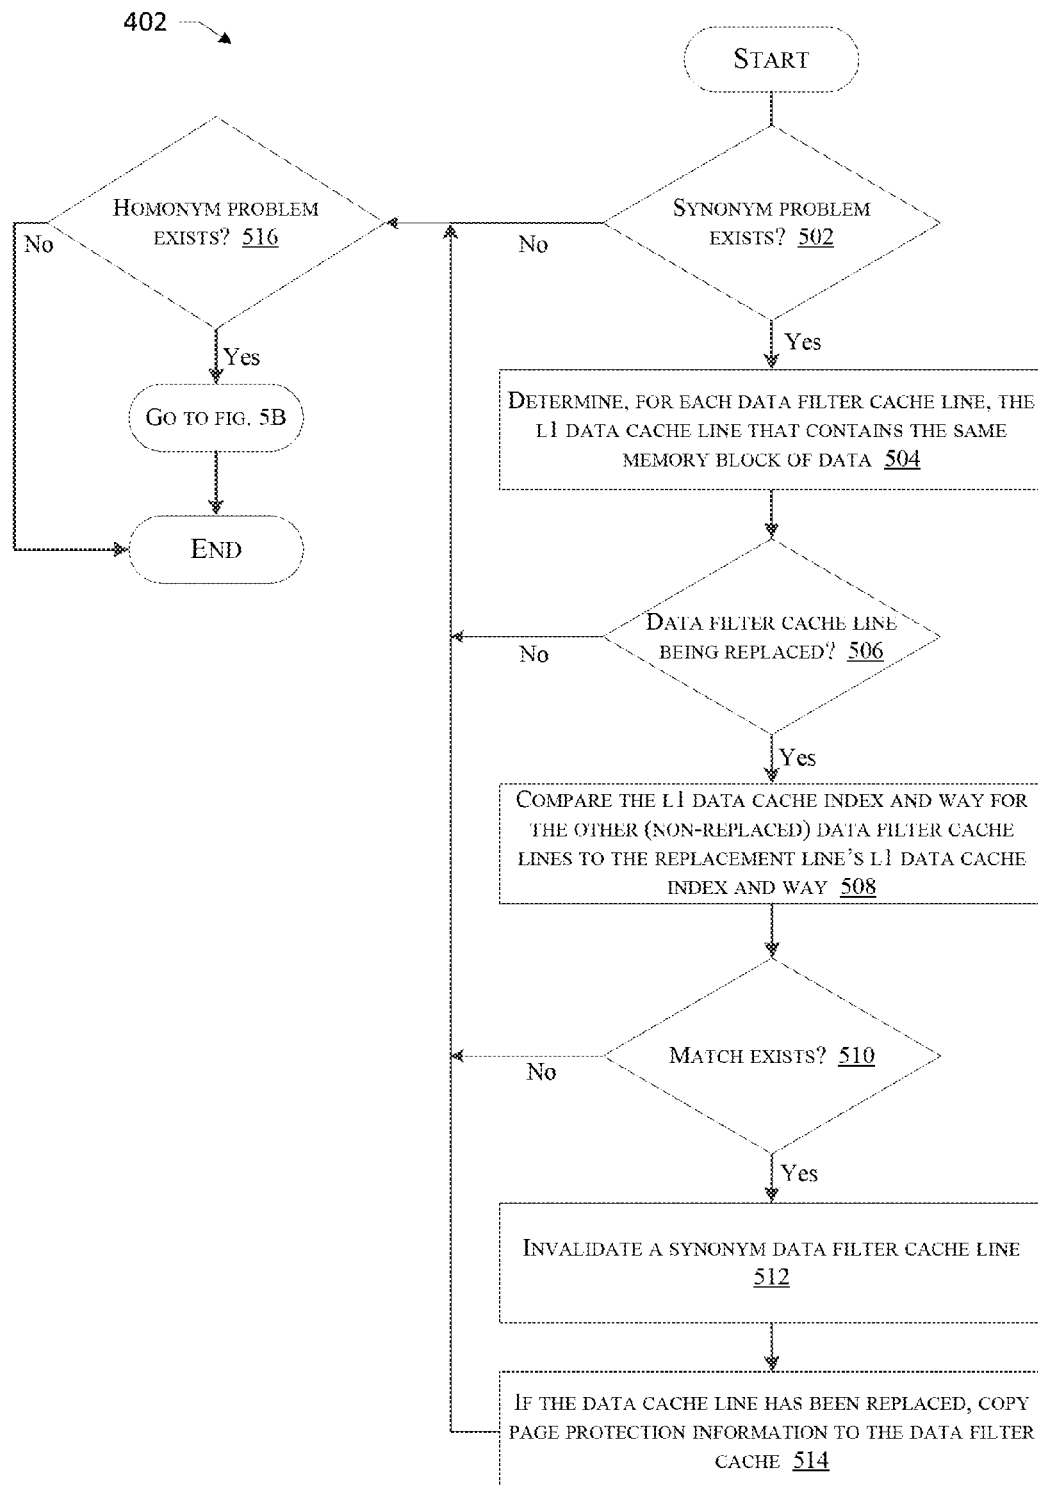 402
START
SYNONYM PROBLEM
EXISTS? 502
No
Yes
HOMONYM PROBLEM
EXISTS? 516
No
Yes
GO TO FIG. 5B
END
DETERMINE, FOR EACH DATA FILTER CACHE LINE, THE
L1 DATA CACHE LINE THAT CONTAINS THE SAME
MEMORY BLOCK OF DATA 504
DATA FILTER CACHE LINE
BEING REPLACED? 506
No
Yes
COMPARE THE L1 DATA CACHE INDEX AND WAY FOR
THE OTHER (NON-REPLACED) DATA FILTER CACHE
LINES TO THE REPLACEMENT LINE'S L1 DATA CACHE
INDEX AND WAY 508
MATCH EXISTS? 510
No
Yes
INVALIDATE A SYNONYM DATA FILTER CACHE LINE
512
IF THE DATA CACHE LINE HAS BEEN REPLACED, COPY
PAGE PROTECTION INFORMATION TO THE DATA FILTER
CACHE 514